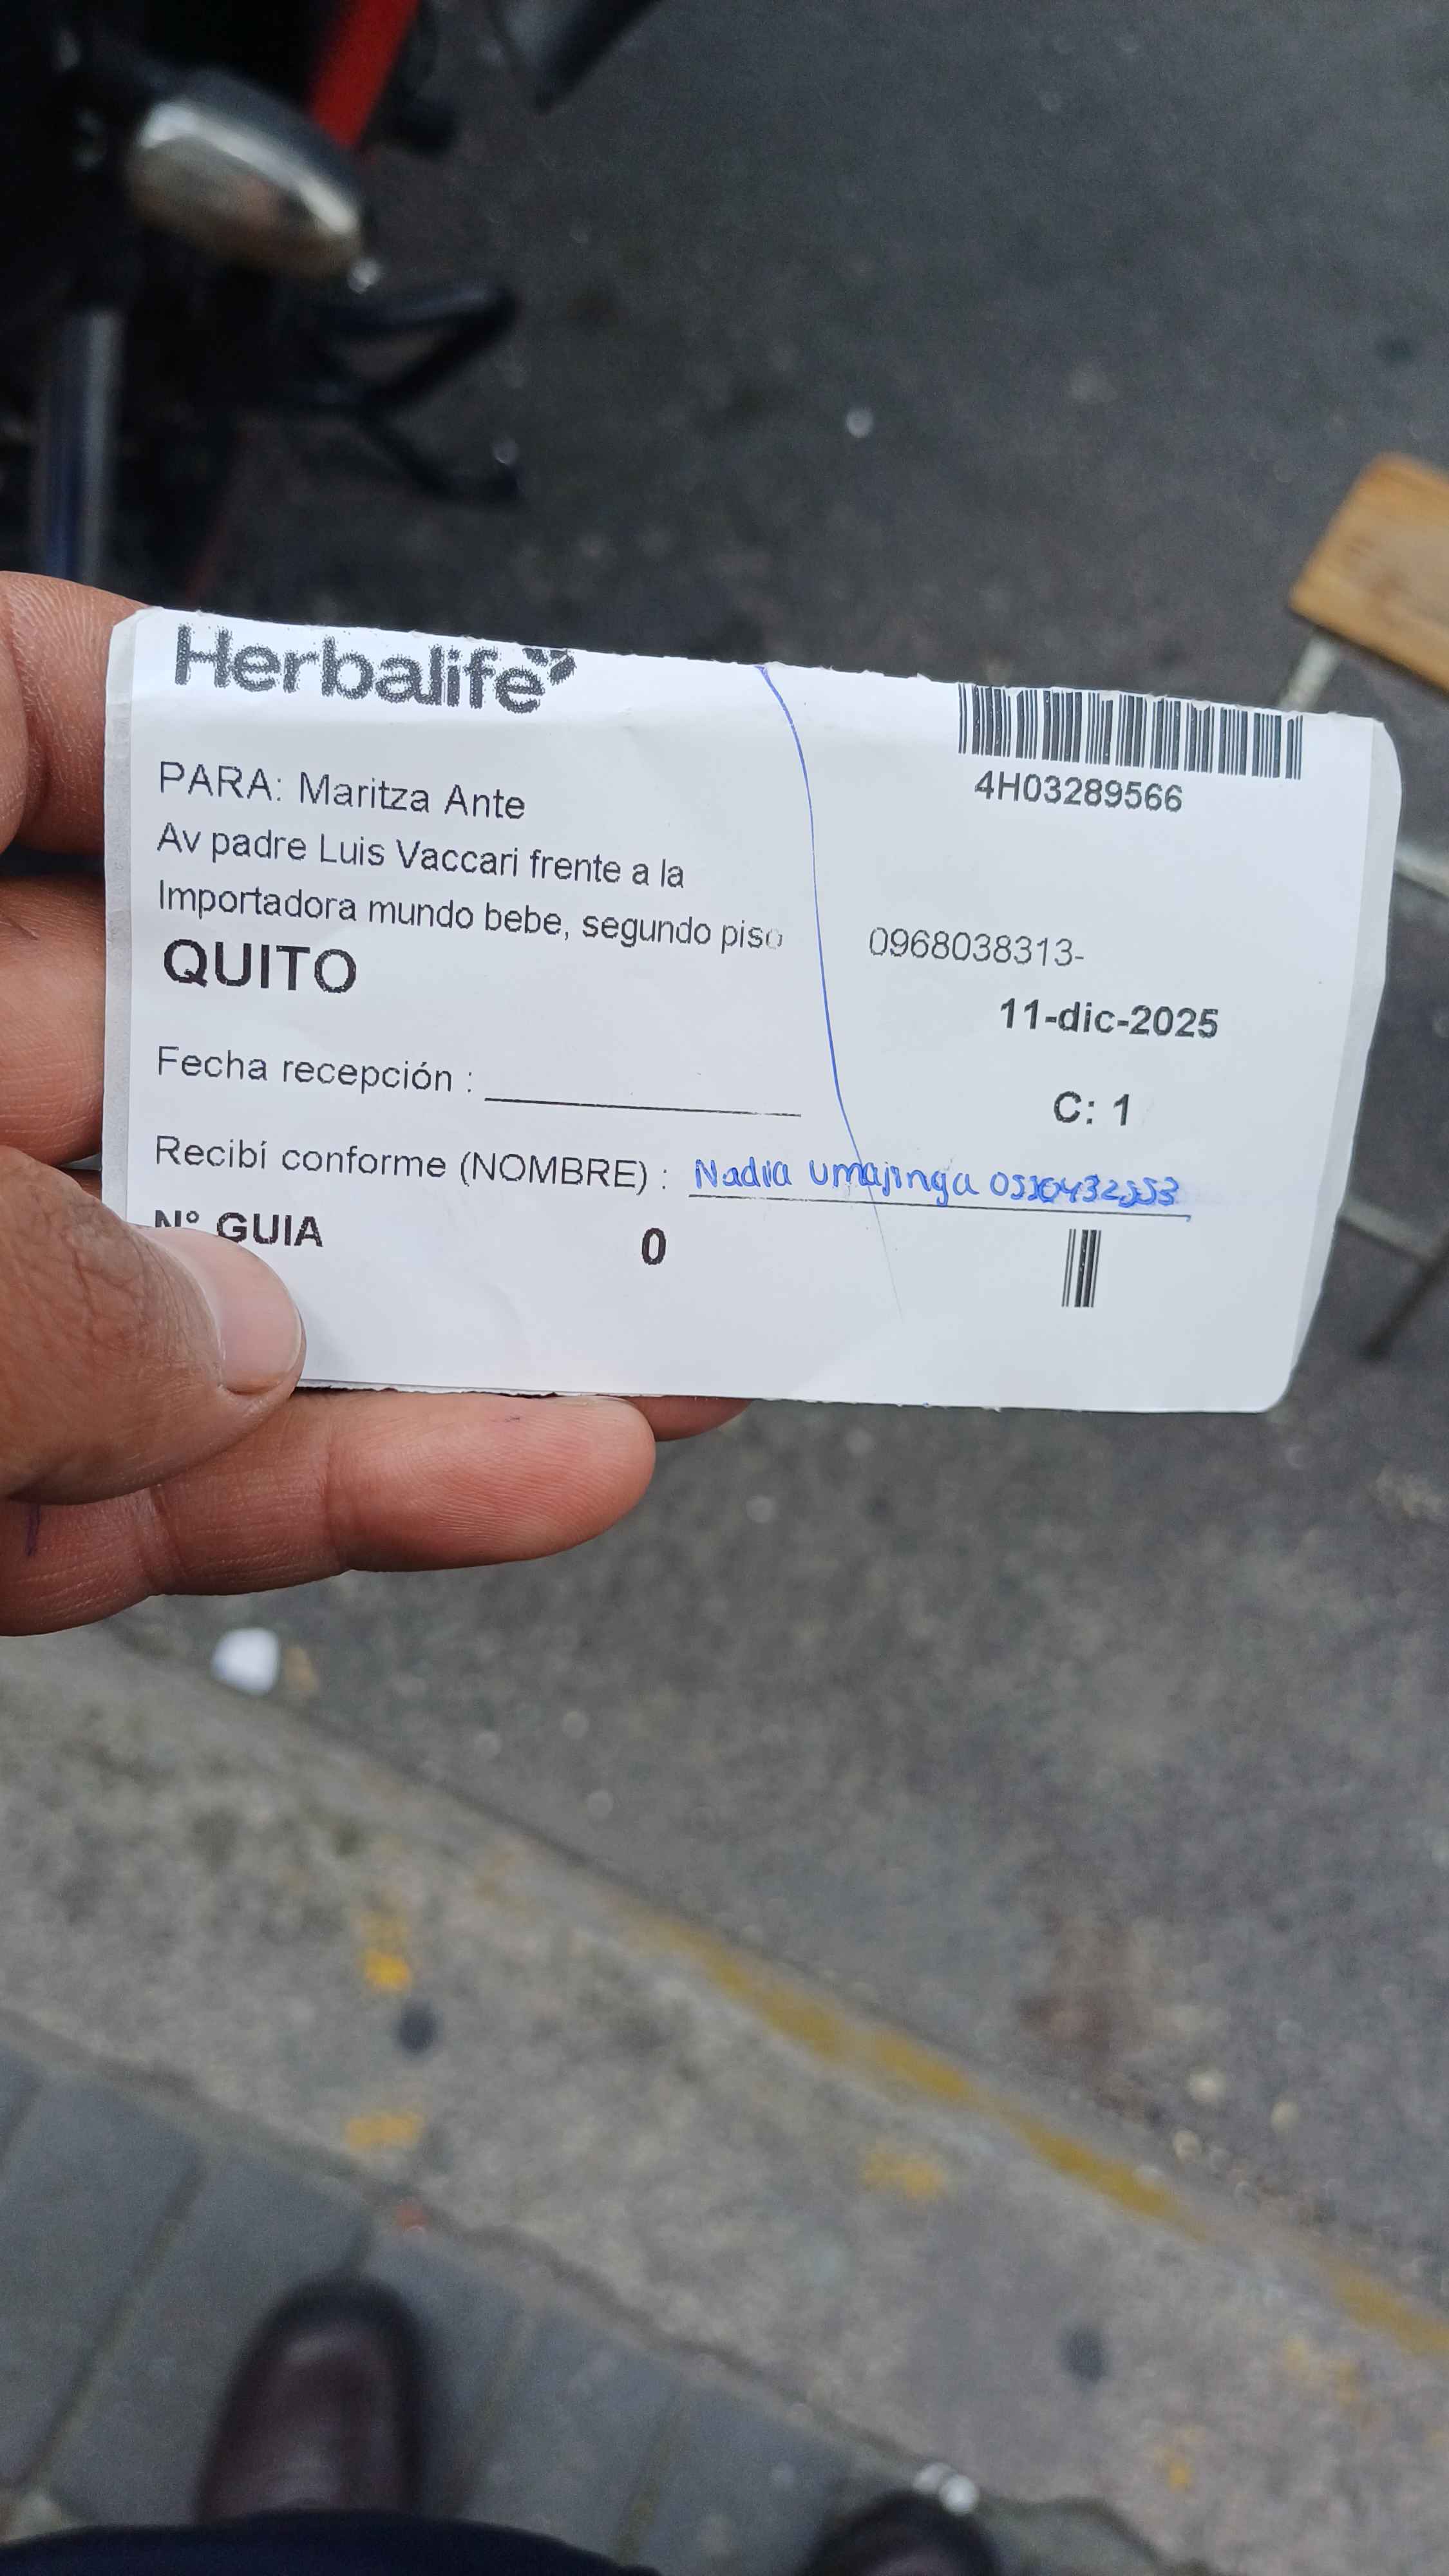 Herbalife
4H03289566
PARA: Maritza Ante
Av padre Luis Vaccari frente a la
Importadora mundo bebe, segundo piso
0968038313-
QUITO
11-dic-2025
Fecha recepción :
C: 1
Recibí conforme (NOMBRE) : Nadia Umajinga
N° GUIA 0